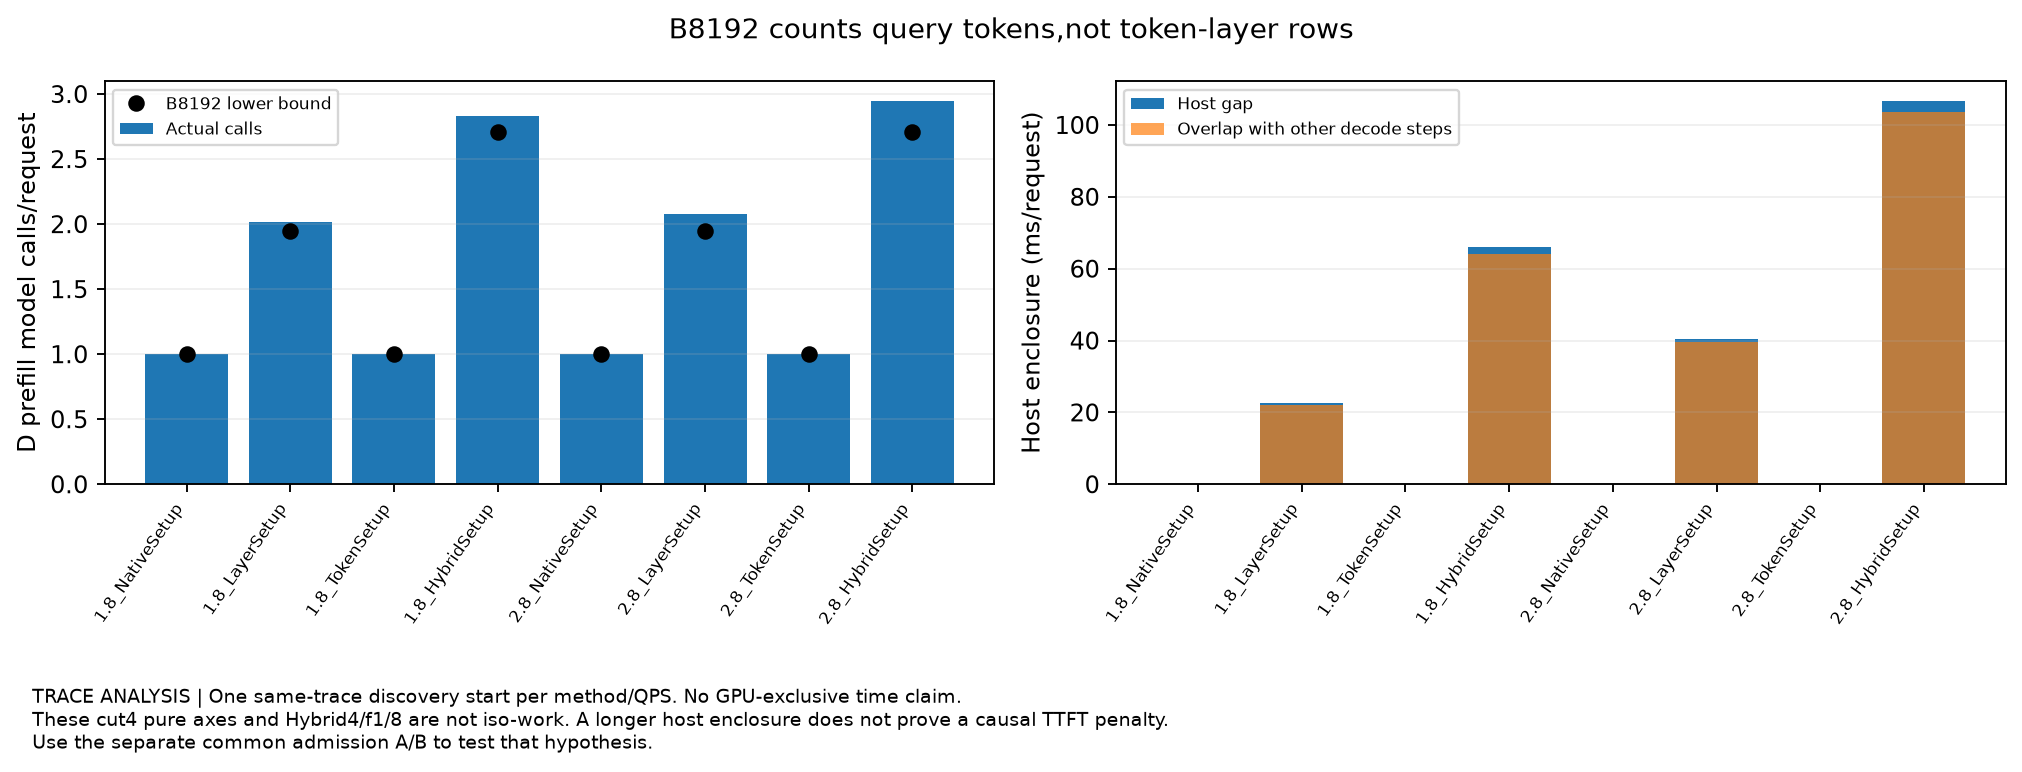 B8192 counts query tokens,not token-layer rows
D prefill model calls/request
3.0
2.5
2.0
1.5
1.0
0.5
0.0
B8192 lower bound
Actual calls
1.8_NativeSetup
1.8_LayerSetup
1.8_TokenSetup
1.8_HybridSetup
2.8_NativeSetup
2.8_LayerSetup
2.8_TokenSetup
2.8_HybridSetup
Host enclosure (ms/request)
100
80
60
40
20
0
Host gap
Overlap with other decode steps
1.8_NativeSetup
1.8_LayerSetup
1.8_TokenSetup
1.8_HybridSetup
2.8_NativeSetup
2.8_LayerSetup
2.8_TokenSetup
2.8_HybridSetup
TRACE ANALYSIS | One same-trace discovery start per method/QPS. No GPU-exclusive time claim.
These cut4 pure axes and Hybrid4/f1/8 are not iso-work. A longer host enclosure does not prove a causal TTFT penalty.
Use the separate common admission A/B to test that hypothesis.